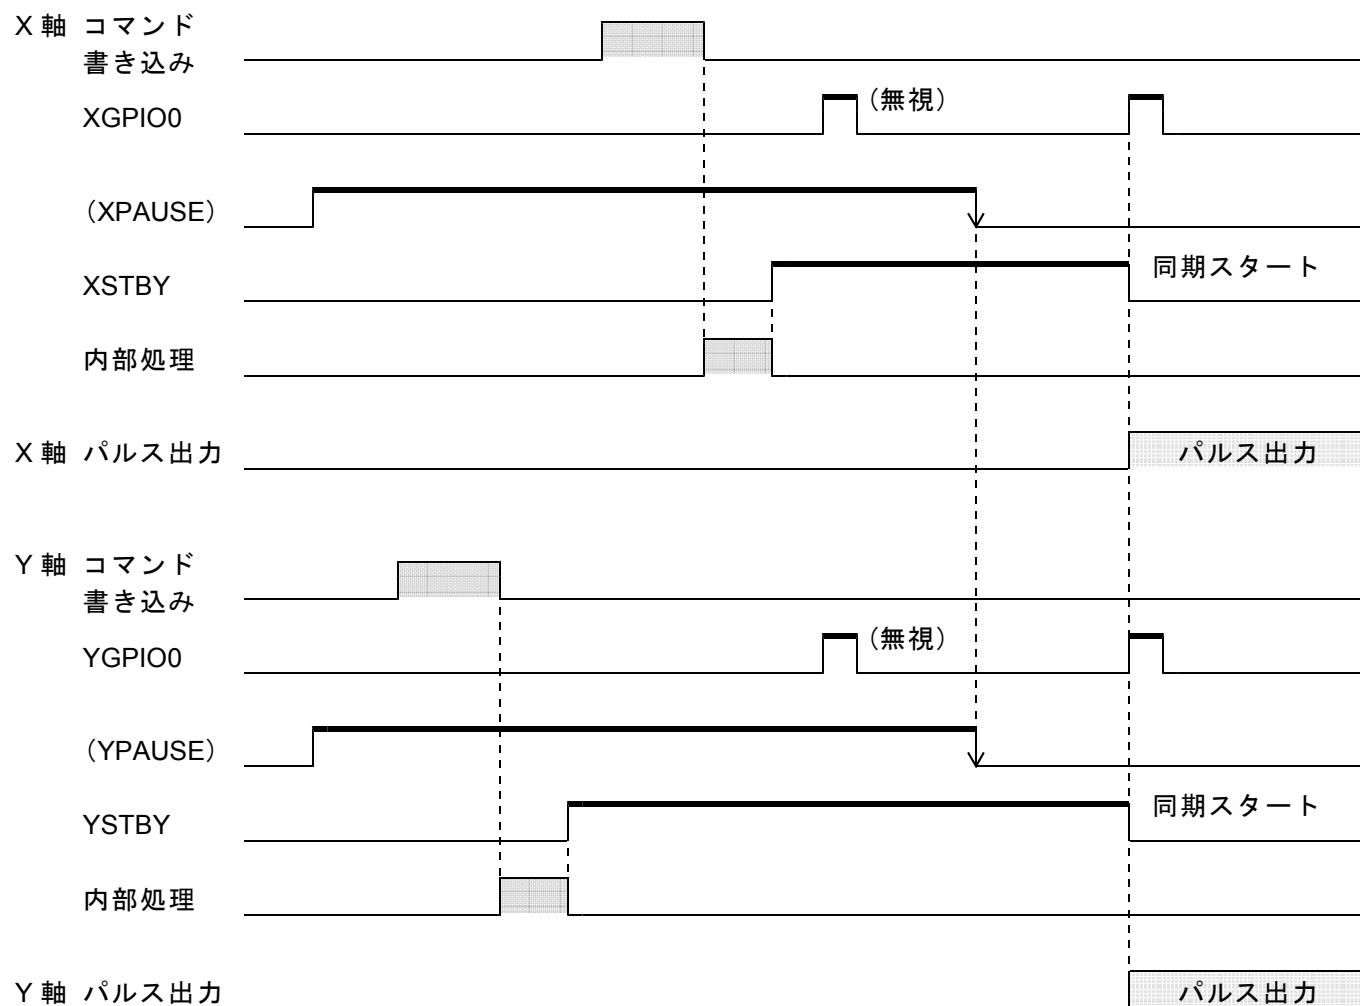 X 軸 コマンド
書き込み
XGPIO0
（無視）
（XPAUSE）
XSTBY
同期スタート
内部処理
X 軸 パルス出力
パルス出力
Y 軸 コマンド
書き込み
YGPIO0
（無視）
（YPAUSE）
YSTBY
同期スタート
内部処理
Y 軸 パルス出力
パルス出力